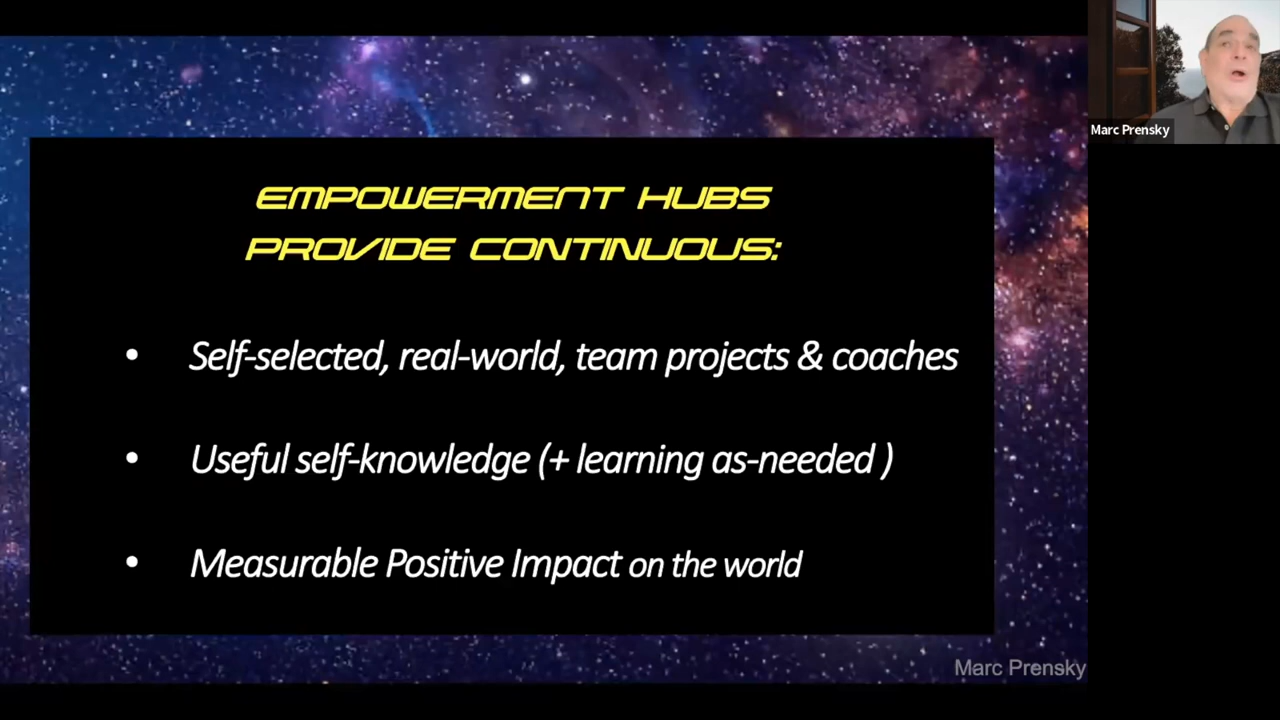 EMPOWERMENT HUBS
PROVIDE CONTINUOUS:
• Self-selected, real-world, team projects & coaches
• Useful self-knowledge (+ learning as-needed )
• Measurable Positive Impact on the world
Marc Prensky
Marc Prensky